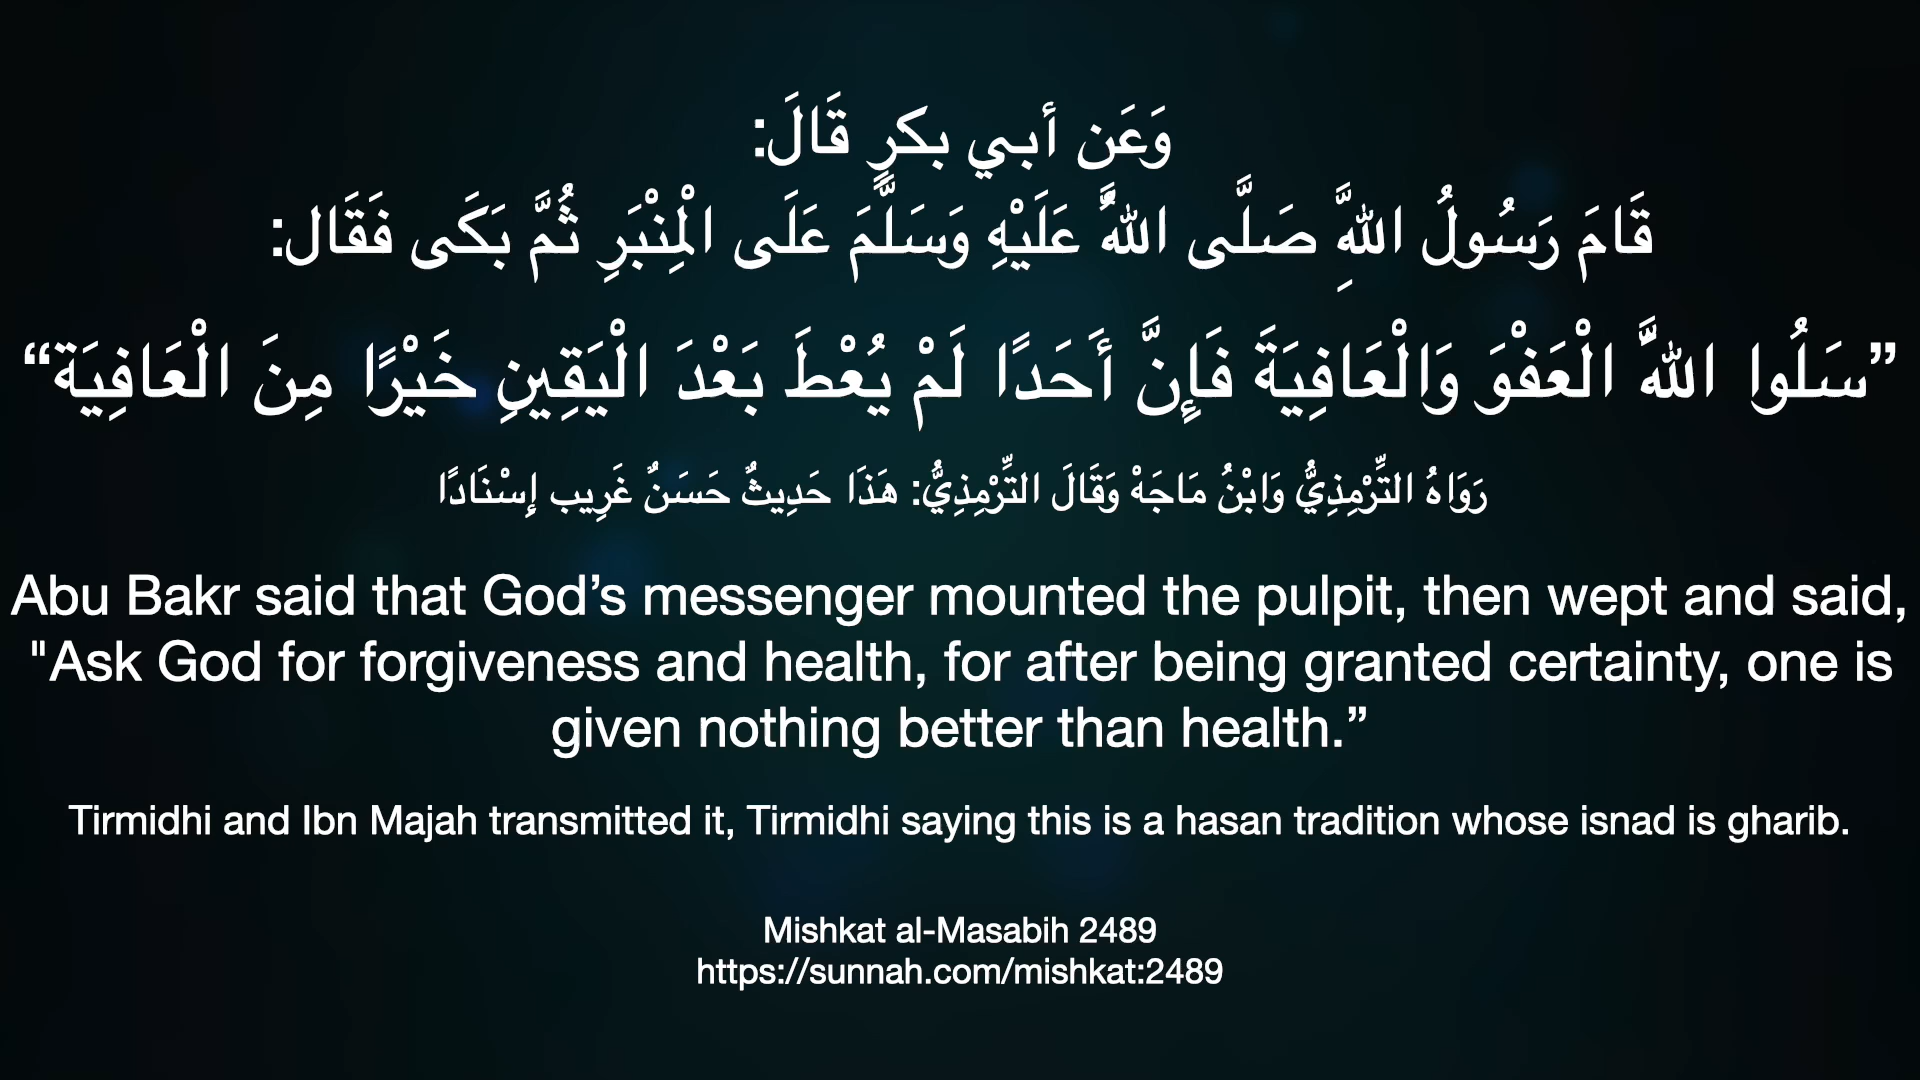 وَعَن أبي بكرٍ قَالَ:
قَامَ رَسُولُ اللهَِّ صَلَّى اللهَُّ عَلَيْهِ وَسَلَّمَ عَلَى الْمِنْبَرِ ثُمَّ بَكَى فَقَال:
”سَلُوا اللهََّ الْعَفْوَ وَالْعَافِيَةَ فَإِنَّ أَحَدًا لَمْ يُعْطَ بَعْدَ الْيَقِينِ خَيْرًا مِنَ الْعَافِيَة“
رَوَاهُ التِّرْمِذِيُّ وَابْنُ مَاجَهْ وَقَالَ التِّرْمِذِيُّ: هَذَا حَدِيثٌ حَسَنٌ غَرِيب إِسْنَادًا
Abu Bakr said that God’s messenger mounted the pulpit, then wept and said,
"Ask God for forgiveness and health, for after being granted certainty, one is
given nothing better than health.”
Tirmidhi and Ibn Majah transmitted it, Tirmidhi saying this is a hasan tradition whose isnad is gharib.
Mishkat al-Masabih 2489
https://sunnah.com/mishkat:2489